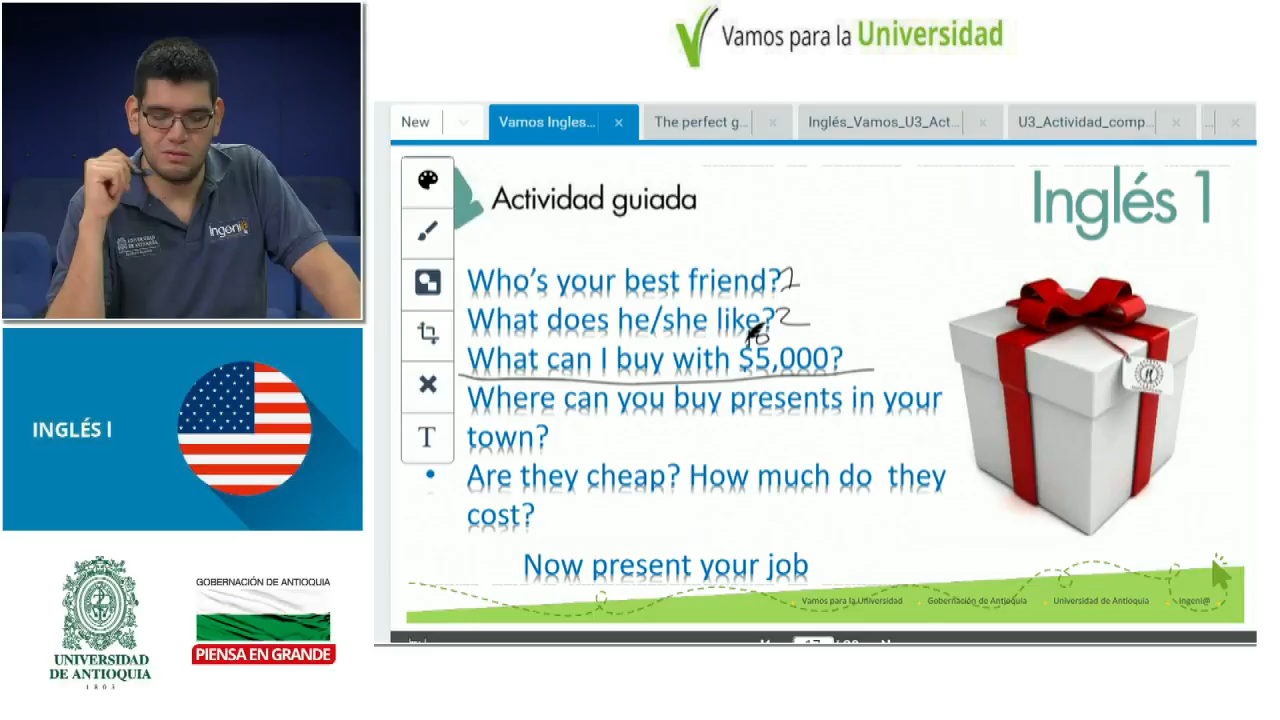 Vamos para la Universidad
New
Vamos Ingles...
The perfect g...
Inglés_Vamos_U3_Act...
U3_Actividad_comp...
Actividad guiada
Inglés 1
Who's your best friend? 1
What does he/she like? 2
What can I buy with $5,000?
Where can you buy presents in your
town?
• Are they cheap? How much do they
cost?
Now present your job
Vamos para la Universidad
Gobernación de Antioquia
Universidad de Antioquia
Ingeni@
Ingeni@
INGLÉS I
UNIVERSIDAD
DE ANTIOQUIA
1803
GOBERNACIÓN DE ANTIOQUIA
PIENSA EN GRANDE